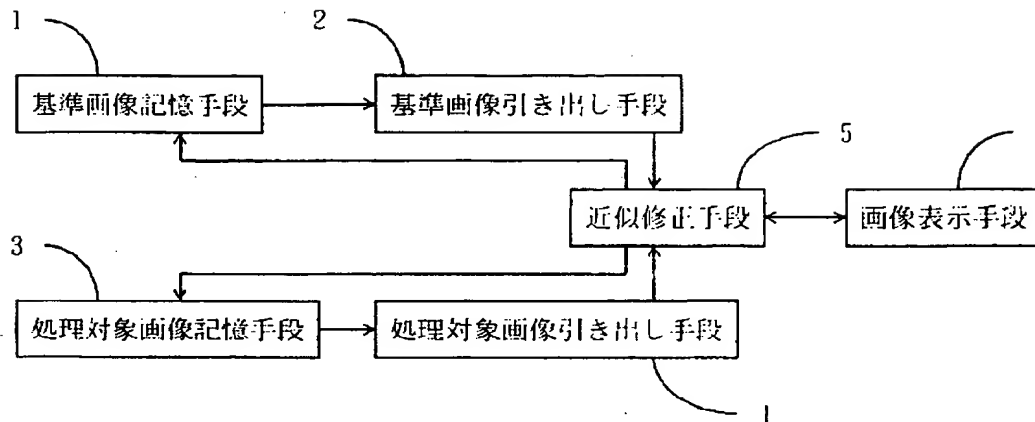 1
2
基準画像記憶手段
基準画像引き出し手段
5
近似修正手段
画像表示手段
3
処理対象画像記憶手段
処理対象画像引き出し手段